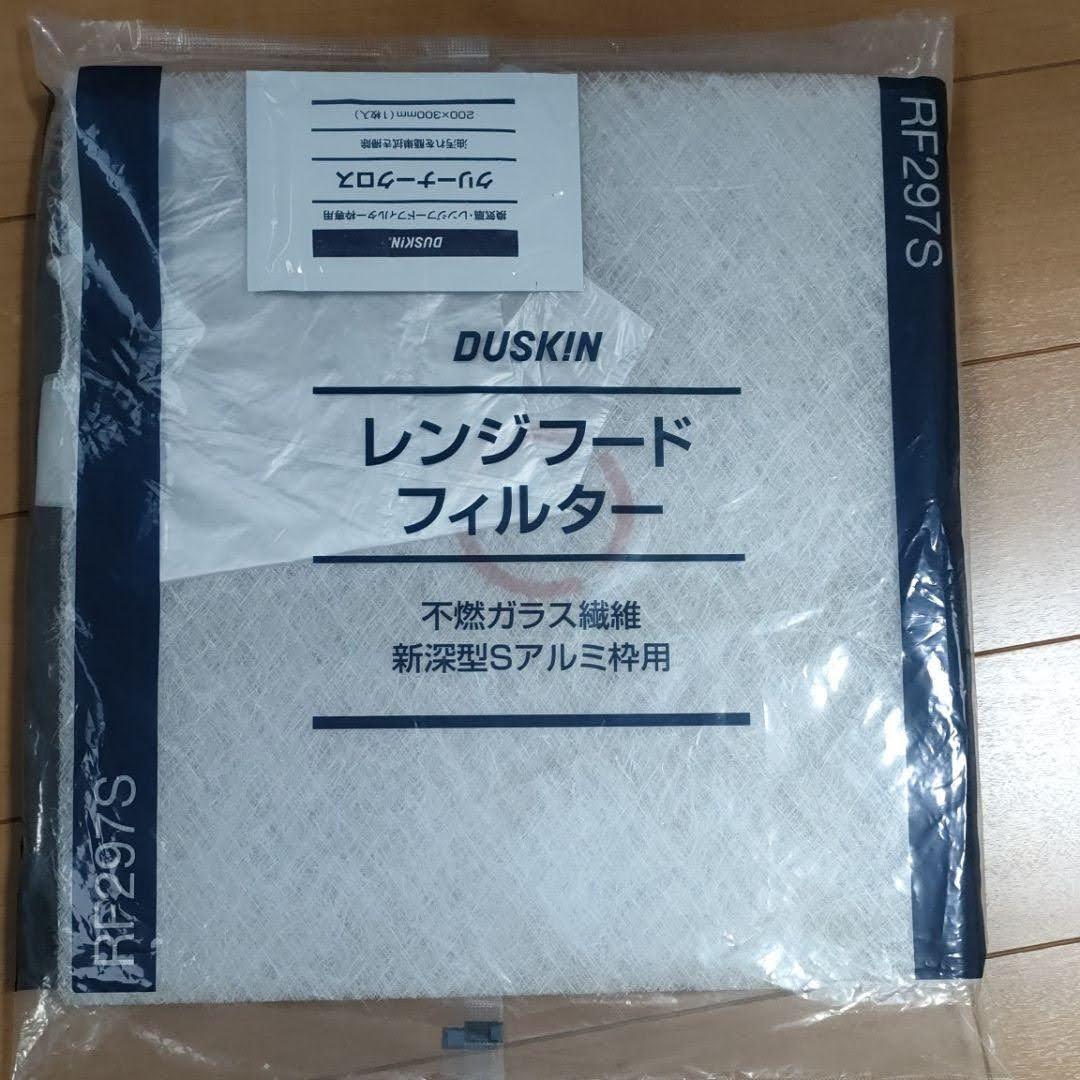 DUSKIN
換気扇・レンジフードフィルター枠専用
クリーナークロス
油汚れを簡単拭き掃除
200×300mm(1枚入)
RF297S
DUSKIN
レンジフード
フィルター
不燃ガラス繊維
新深型Sアルミ枠用
RF297S